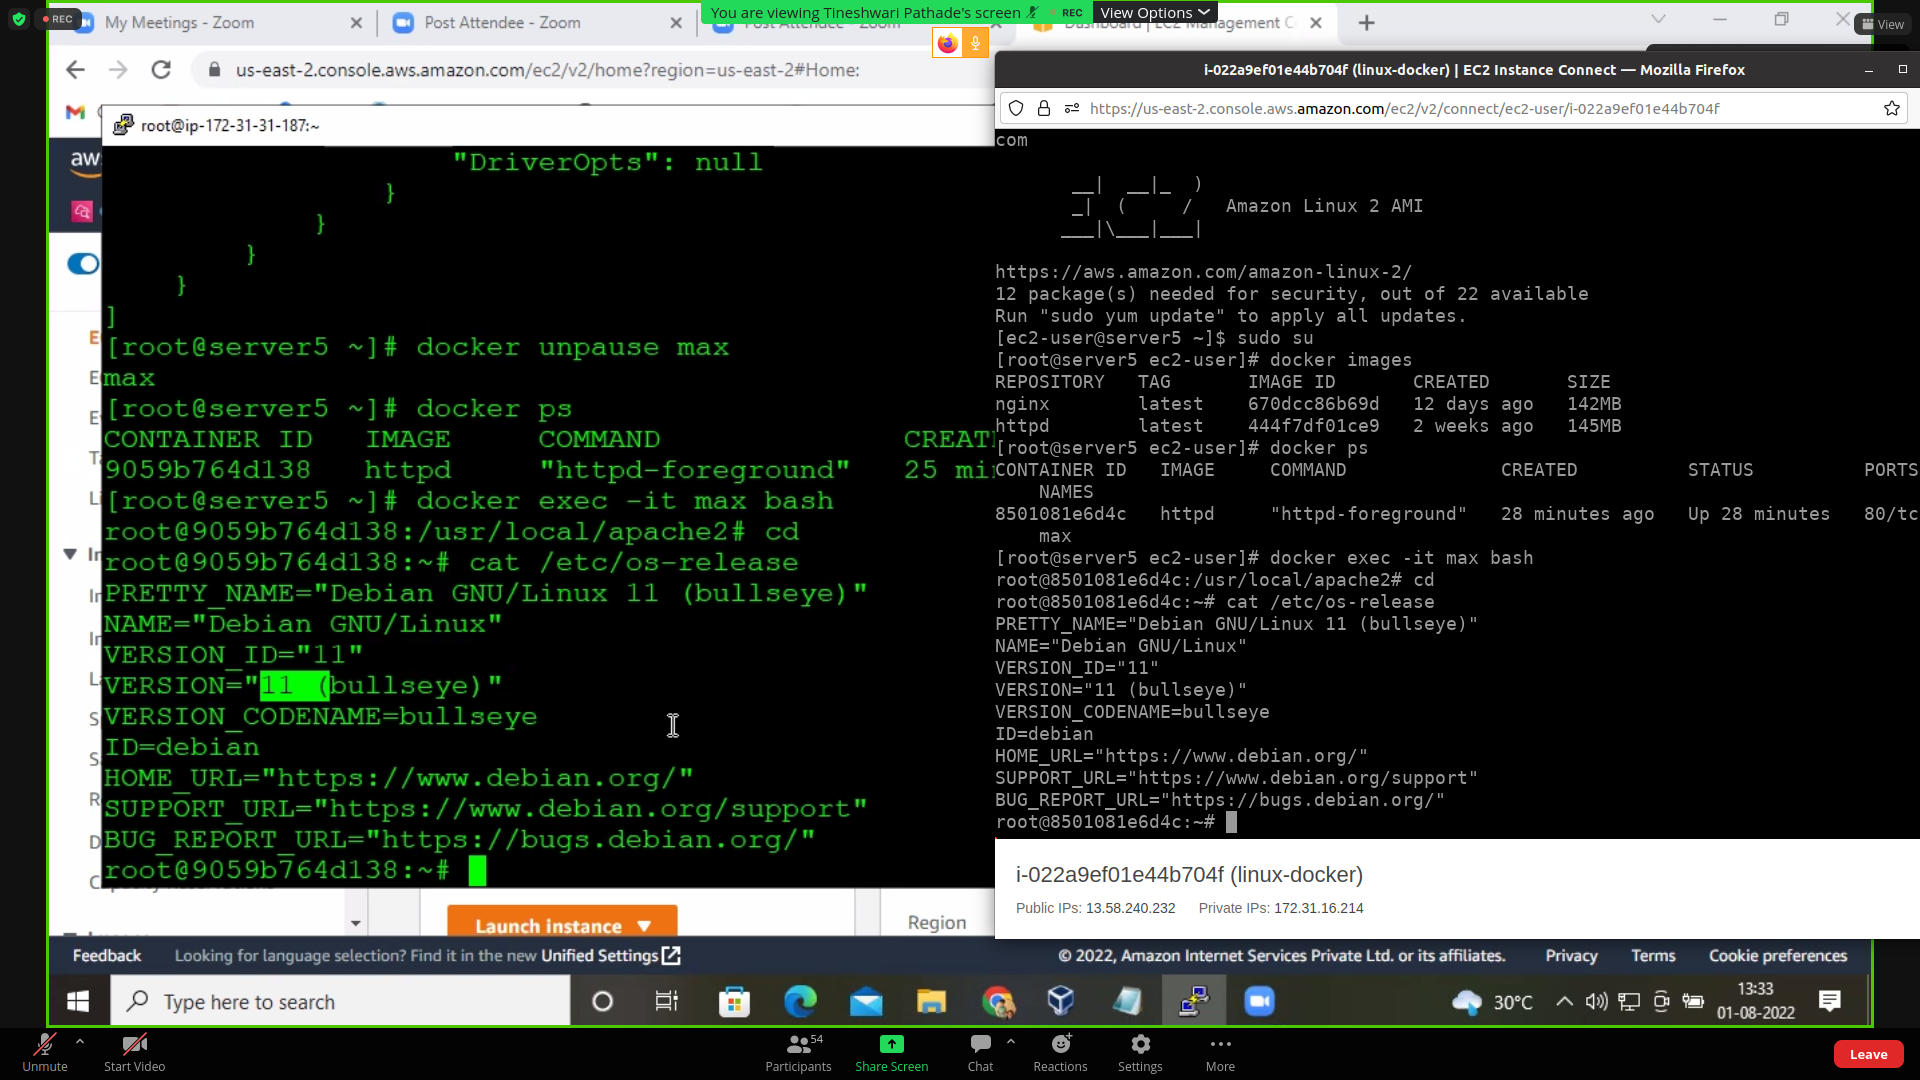 REC
You are viewing Tineshwari Pathade's screen
REC
View Options
View
My Meetings - Zoom
Post Attendee - Zoom
Post Attendee - Zoom
Dashboard | EC2 Management C
us-east-2.console.aws.amazon.com/ec2/v2/home?region=us-east-2#Home:
aws
root@ip-172-31-31-187:~
"DriverOpts": null
}
}
}
}
]
[root@server5 ~]# docker unpause max
max
[root@server5 ~]# docker ps
CONTAINER ID   IMAGE     COMMAND              CREAT
9059b764d138   httpd     "httpd-foreground"   25 min
[root@server5 ~]# docker exec -it max bash
root@9059b764d138:/usr/local/apache2# cd
root@9059b764d138:~# cat /etc/os-release
PRETTY_NAME="Debian GNU/Linux 11 (bullseye)"
NAME="Debian GNU/Linux"
VERSION_ID="11"
VERSION="11 (bullseye)"
VERSION_CODENAME=bullseye
ID=debian
HOME_URL="https://www.debian.org/"
SUPPORT_URL="https://www.debian.org/support"
BUG_REPORT_URL="https://bugs.debian.org/"
root@9059b764d138:~#
i-022a9ef01e44b704f (linux-docker) | EC2 Instance Connect — Mozilla Firefox
https://us-east-2.console.aws.amazon.com/ec2/v2/connect/ec2-user/i-022a9ef01e44b704f
com
__|  __|_  )
_|  (     /   Amazon Linux 2 AMI
___|\___|___|
https://aws.amazon.com/amazon-linux-2/
12 package(s) needed for security, out of 22 available
Run "sudo yum update" to apply all updates.
[ec2-user@server5 ~]$ sudo su
[root@server5 ec2-user]# docker images
REPOSITORY   TAG       IMAGE ID       CREATED       SIZE
nginx        latest    670dcc86b69d   12 days ago   142MB
httpd        latest    444f7df01ce9   2 weeks ago   145MB
[root@server5 ec2-user]# docker ps
CONTAINER ID   IMAGE     COMMAND              CREATED          STATUS          PORTS
NAMES
8501081e6d4c   httpd     "httpd-foreground"   28 minutes ago   Up 28 minutes   80/tc
max
[root@server5 ec2-user]# docker exec -it max bash
root@8501081e6d4c:/usr/local/apache2# cd
root@8501081e6d4c:~# cat /etc/os-release
PRETTY_NAME="Debian GNU/Linux 11 (bullseye)"
NAME="Debian GNU/Linux"
VERSION_ID="11"
VERSION="11 (bullseye)"
VERSION_CODENAME=bullseye
ID=debian
HOME_URL="https://www.debian.org/"
SUPPORT_URL="https://www.debian.org/support"
BUG_REPORT_URL="https://bugs.debian.org/"
root@8501081e6d4c:~#
i-022a9ef01e44b704f (linux-docker)
Public IPs: 13.58.240.232   Private IPs: 172.31.16.214
Launch instance
Region
Feedback
Looking for language selection? Find it in the new Unified Settings
© 2022, Amazon Internet Services Private Ltd. or its affiliates.
Privacy
Terms
Cookie preferences
Type here to search
30°C
13:33
01-08-2022
Unmute
Start Video
54
Participants
Share Screen
Chat
Reactions
Settings
More
Leave